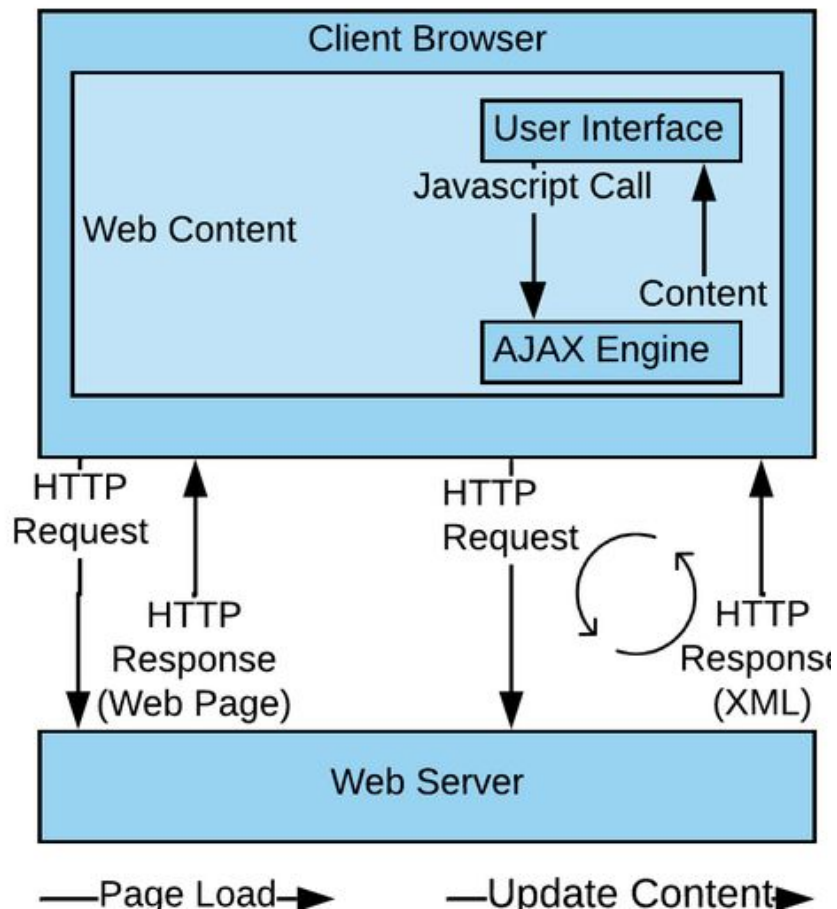 Client Browser
User Interface
Javascript Call
Web Content
Content
AJAX Engine
HTTP
Request
HTTP
Response
(Web Page)
HTTP
Request
HTTP
Response
(XML)
Web Server
Page Load
Update Content